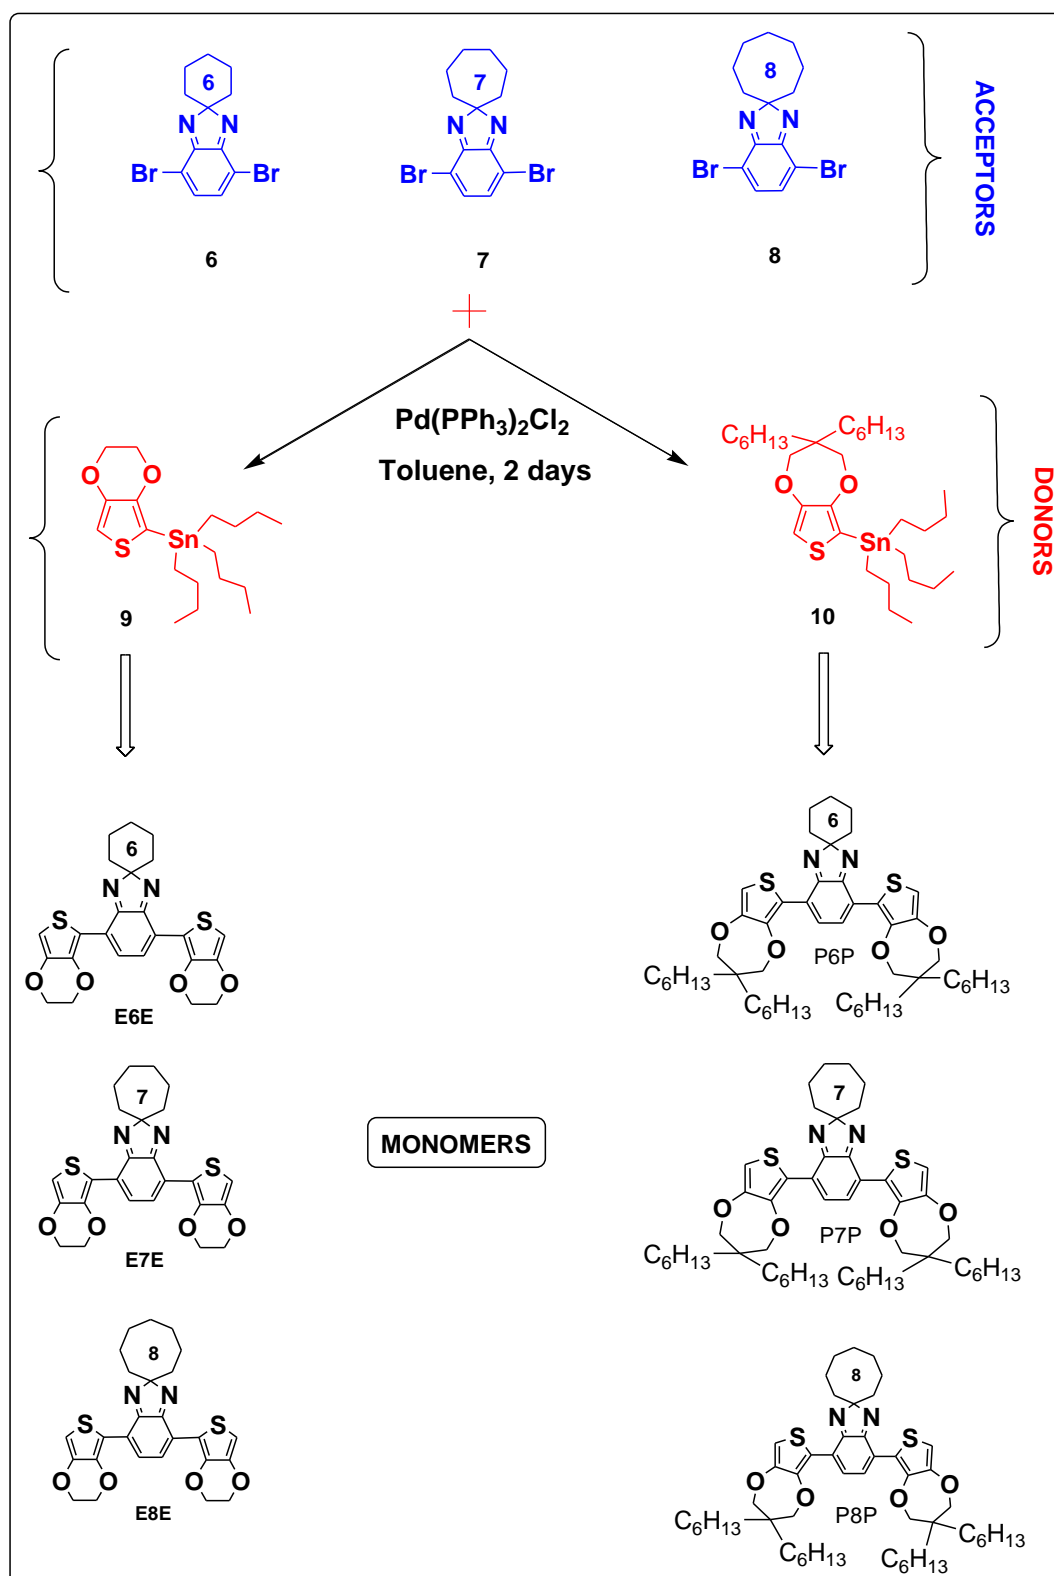 6
7
8
N N
N N
N N
Br Br
Br Br
Br Br
6
7
8
ACCEPTORS
Pd(PPh3)2Cl2
Toluene, 2 days
O O
S Sn
9
C6H13 C6H13
O O
S Sn
10
DONORS
6
N N
S S
O O O O
E6E
6
N N
S S
O O O O
P6P
C6H13 C6H13
C6H13 C6H13
7
N N
S S
O O O O
E7E
MONOMERS
7
N N
S S
O O O O
P7P
C6H13 C6H13
C6H13 C6H13
8
N N
S S
O O O O
E8E
8
N N
S S
O O O O
P8P
C6H13 C6H13
C6H13 C6H13